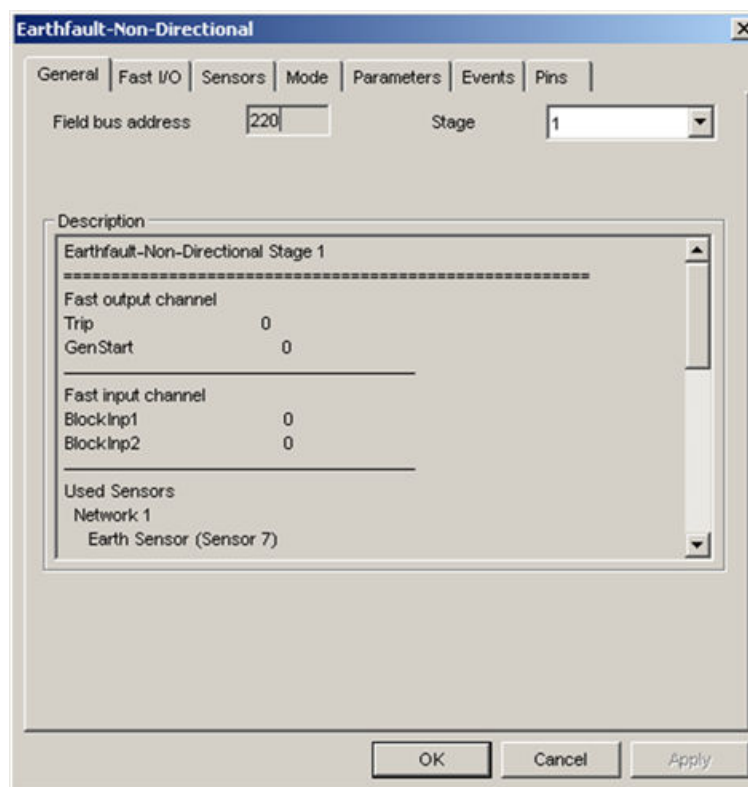 Earthfault-Non-Directional
General Fast I/O Sensors Mode Parameters Events Pins
Field bus address 220 Stage 1
Description
Earthfault-Non-Directional Stage 1
=======================================================
Fast output channel
Trip 0
GenStart 0
Fast input channel
BlockInp1 0
BlockInp2 0
Used Sensors
Network 1
Earth Sensor (Sensor 7)
OK Cancel Apply